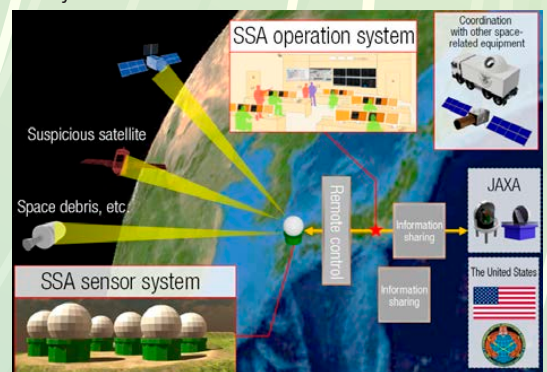 SSA operation system
Coordination
with other space-
related equipment
Suspicious satellite
Space debris, etc.
Remote control
Information
sharing
JAXA
Information
sharing
The United States
SSA sensor system